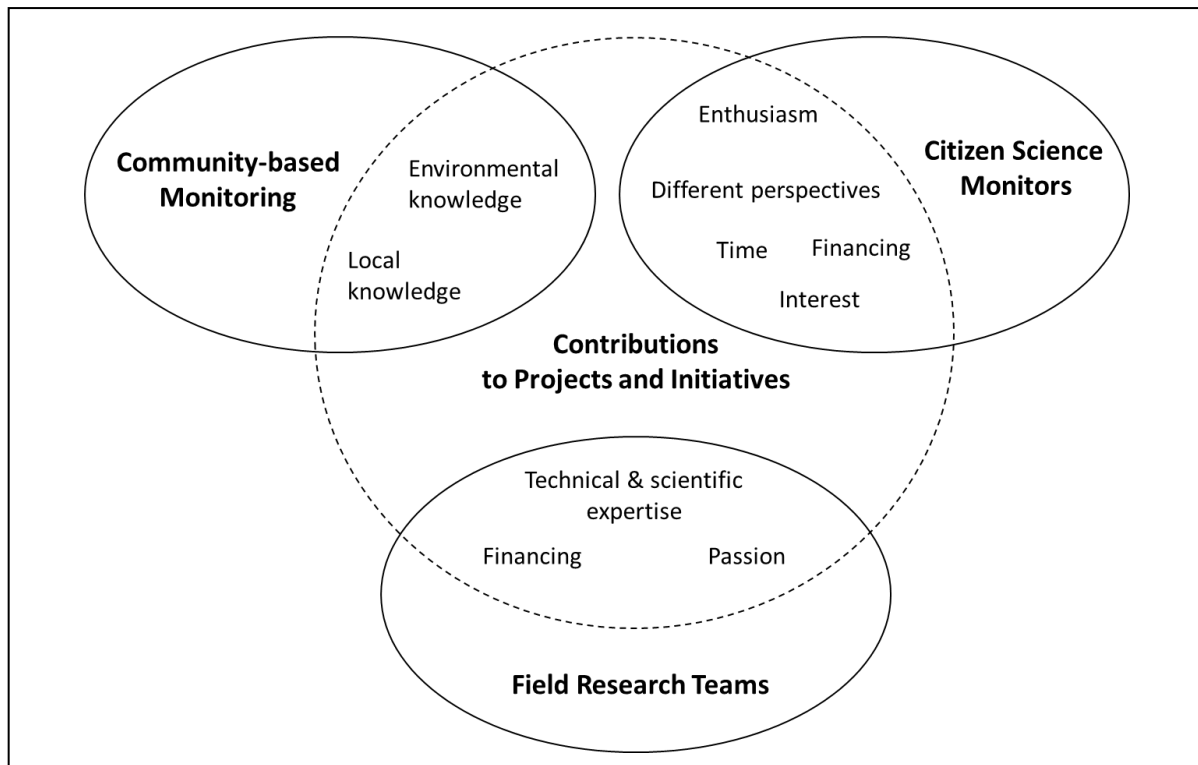 Community-based
Monitoring
Environmental
knowledge
Local
knowledge
Enthusiasm
Different perspectives
Time
Financing
Interest
Citizen Science
Monitors
Contributions
to Projects and Initiatives
Technical & scientific
expertise
Financing
Passion
Field Research Teams